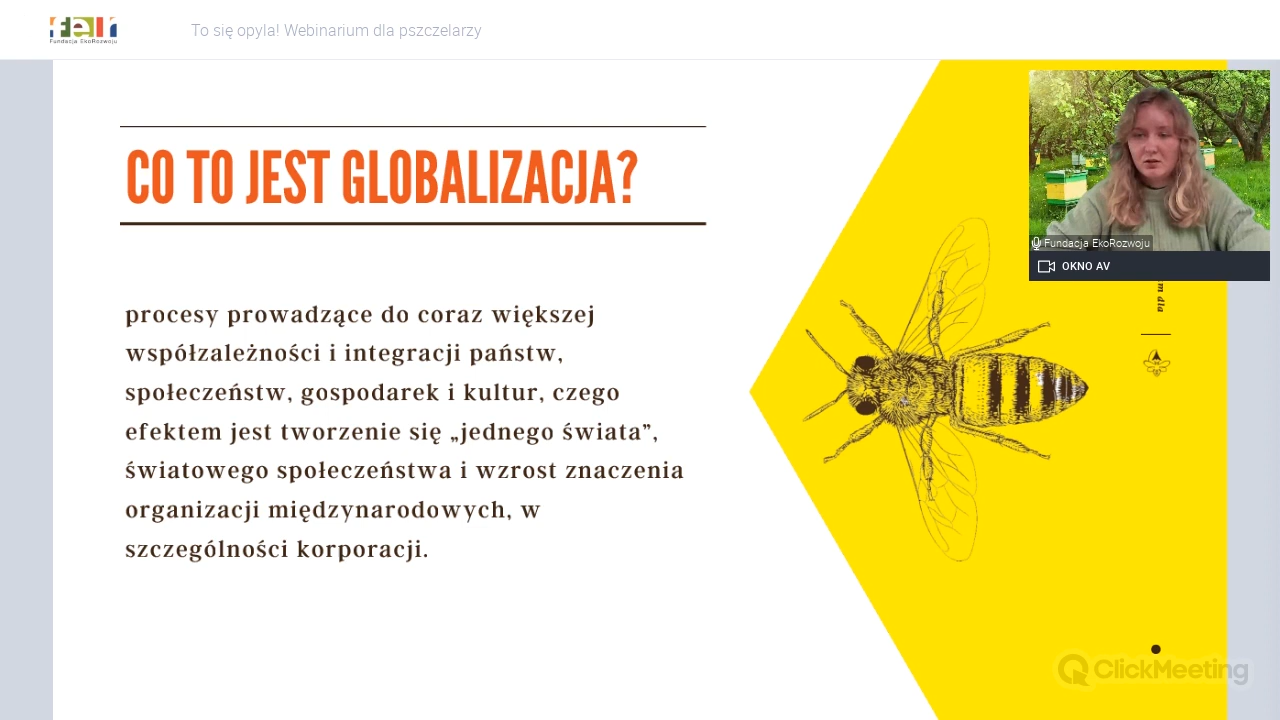 fer
Fundacja EkoRozwoju
To się opyla! Webinarium dla pszczelarzy
CO TO JEST GLOBALIZACJA?
procesy prowadzące do coraz większej
współzależności i integracji państw,
społeczeństw, gospodarek i kultur, czego
efektem jest tworzenie się „jednego świata”,
światowego społeczeństwa i wzrost znaczenia
organizacji międzynarodowych, w
szczególności korporacji.
Fundacja EkoRozwoju
OKNO AV
dla
ClickMeeting